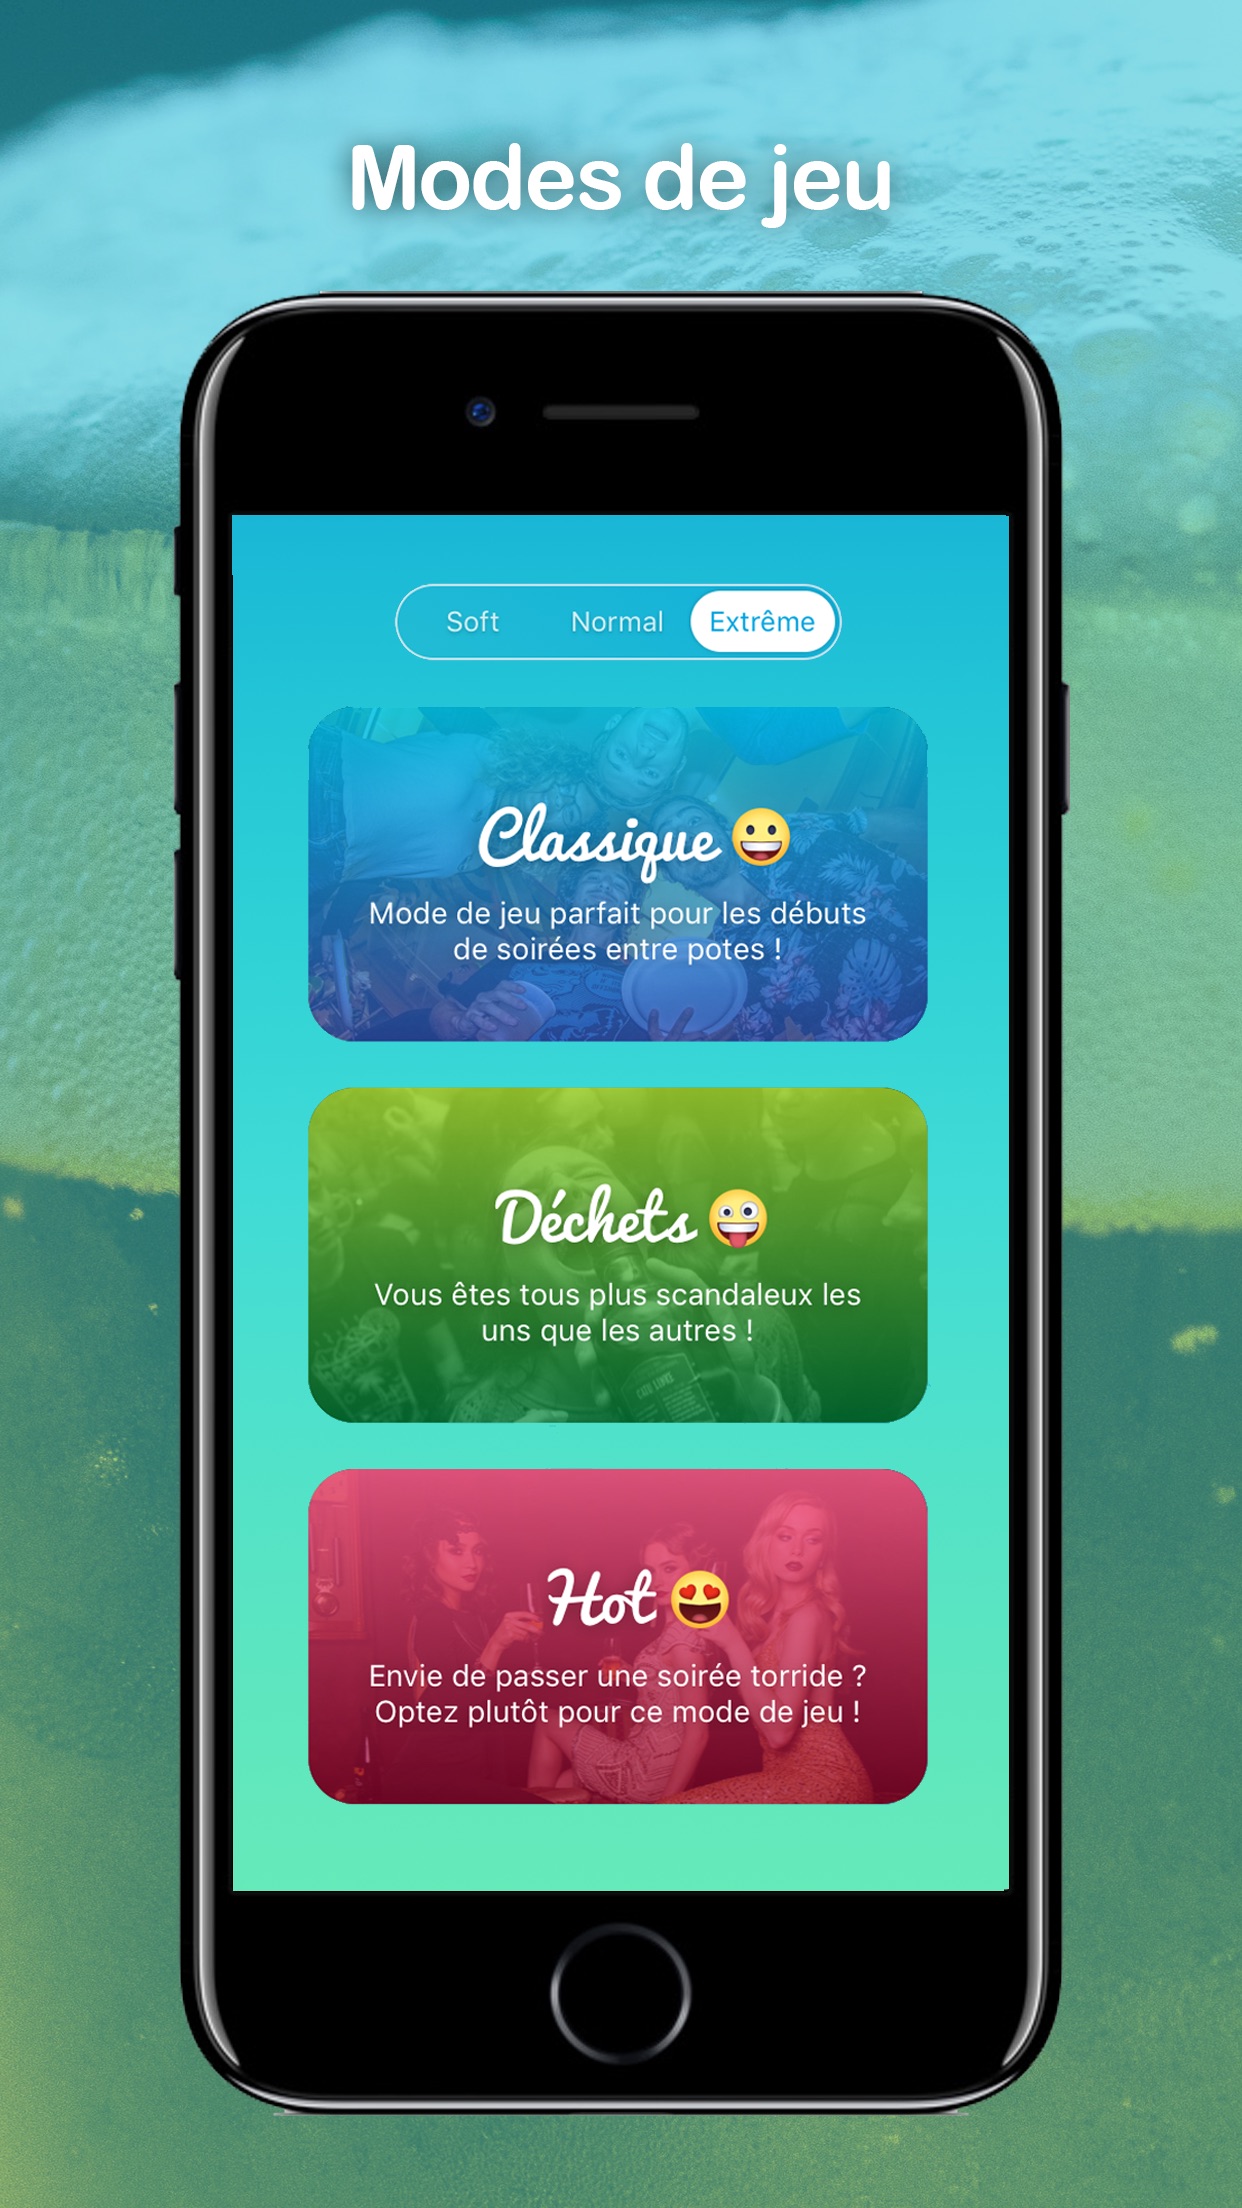 Modes de jeu
Soft Normal Extrême
Classique 😀
Mode de jeu parfait pour les débuts
de soirées entre potes !
Déchets 🤪
Vous êtes tous plus scandaleux les
uns que les autres !
Hot 😍
Envie de passer une soirée torride ?
Optez plutôt pour ce mode de jeu !